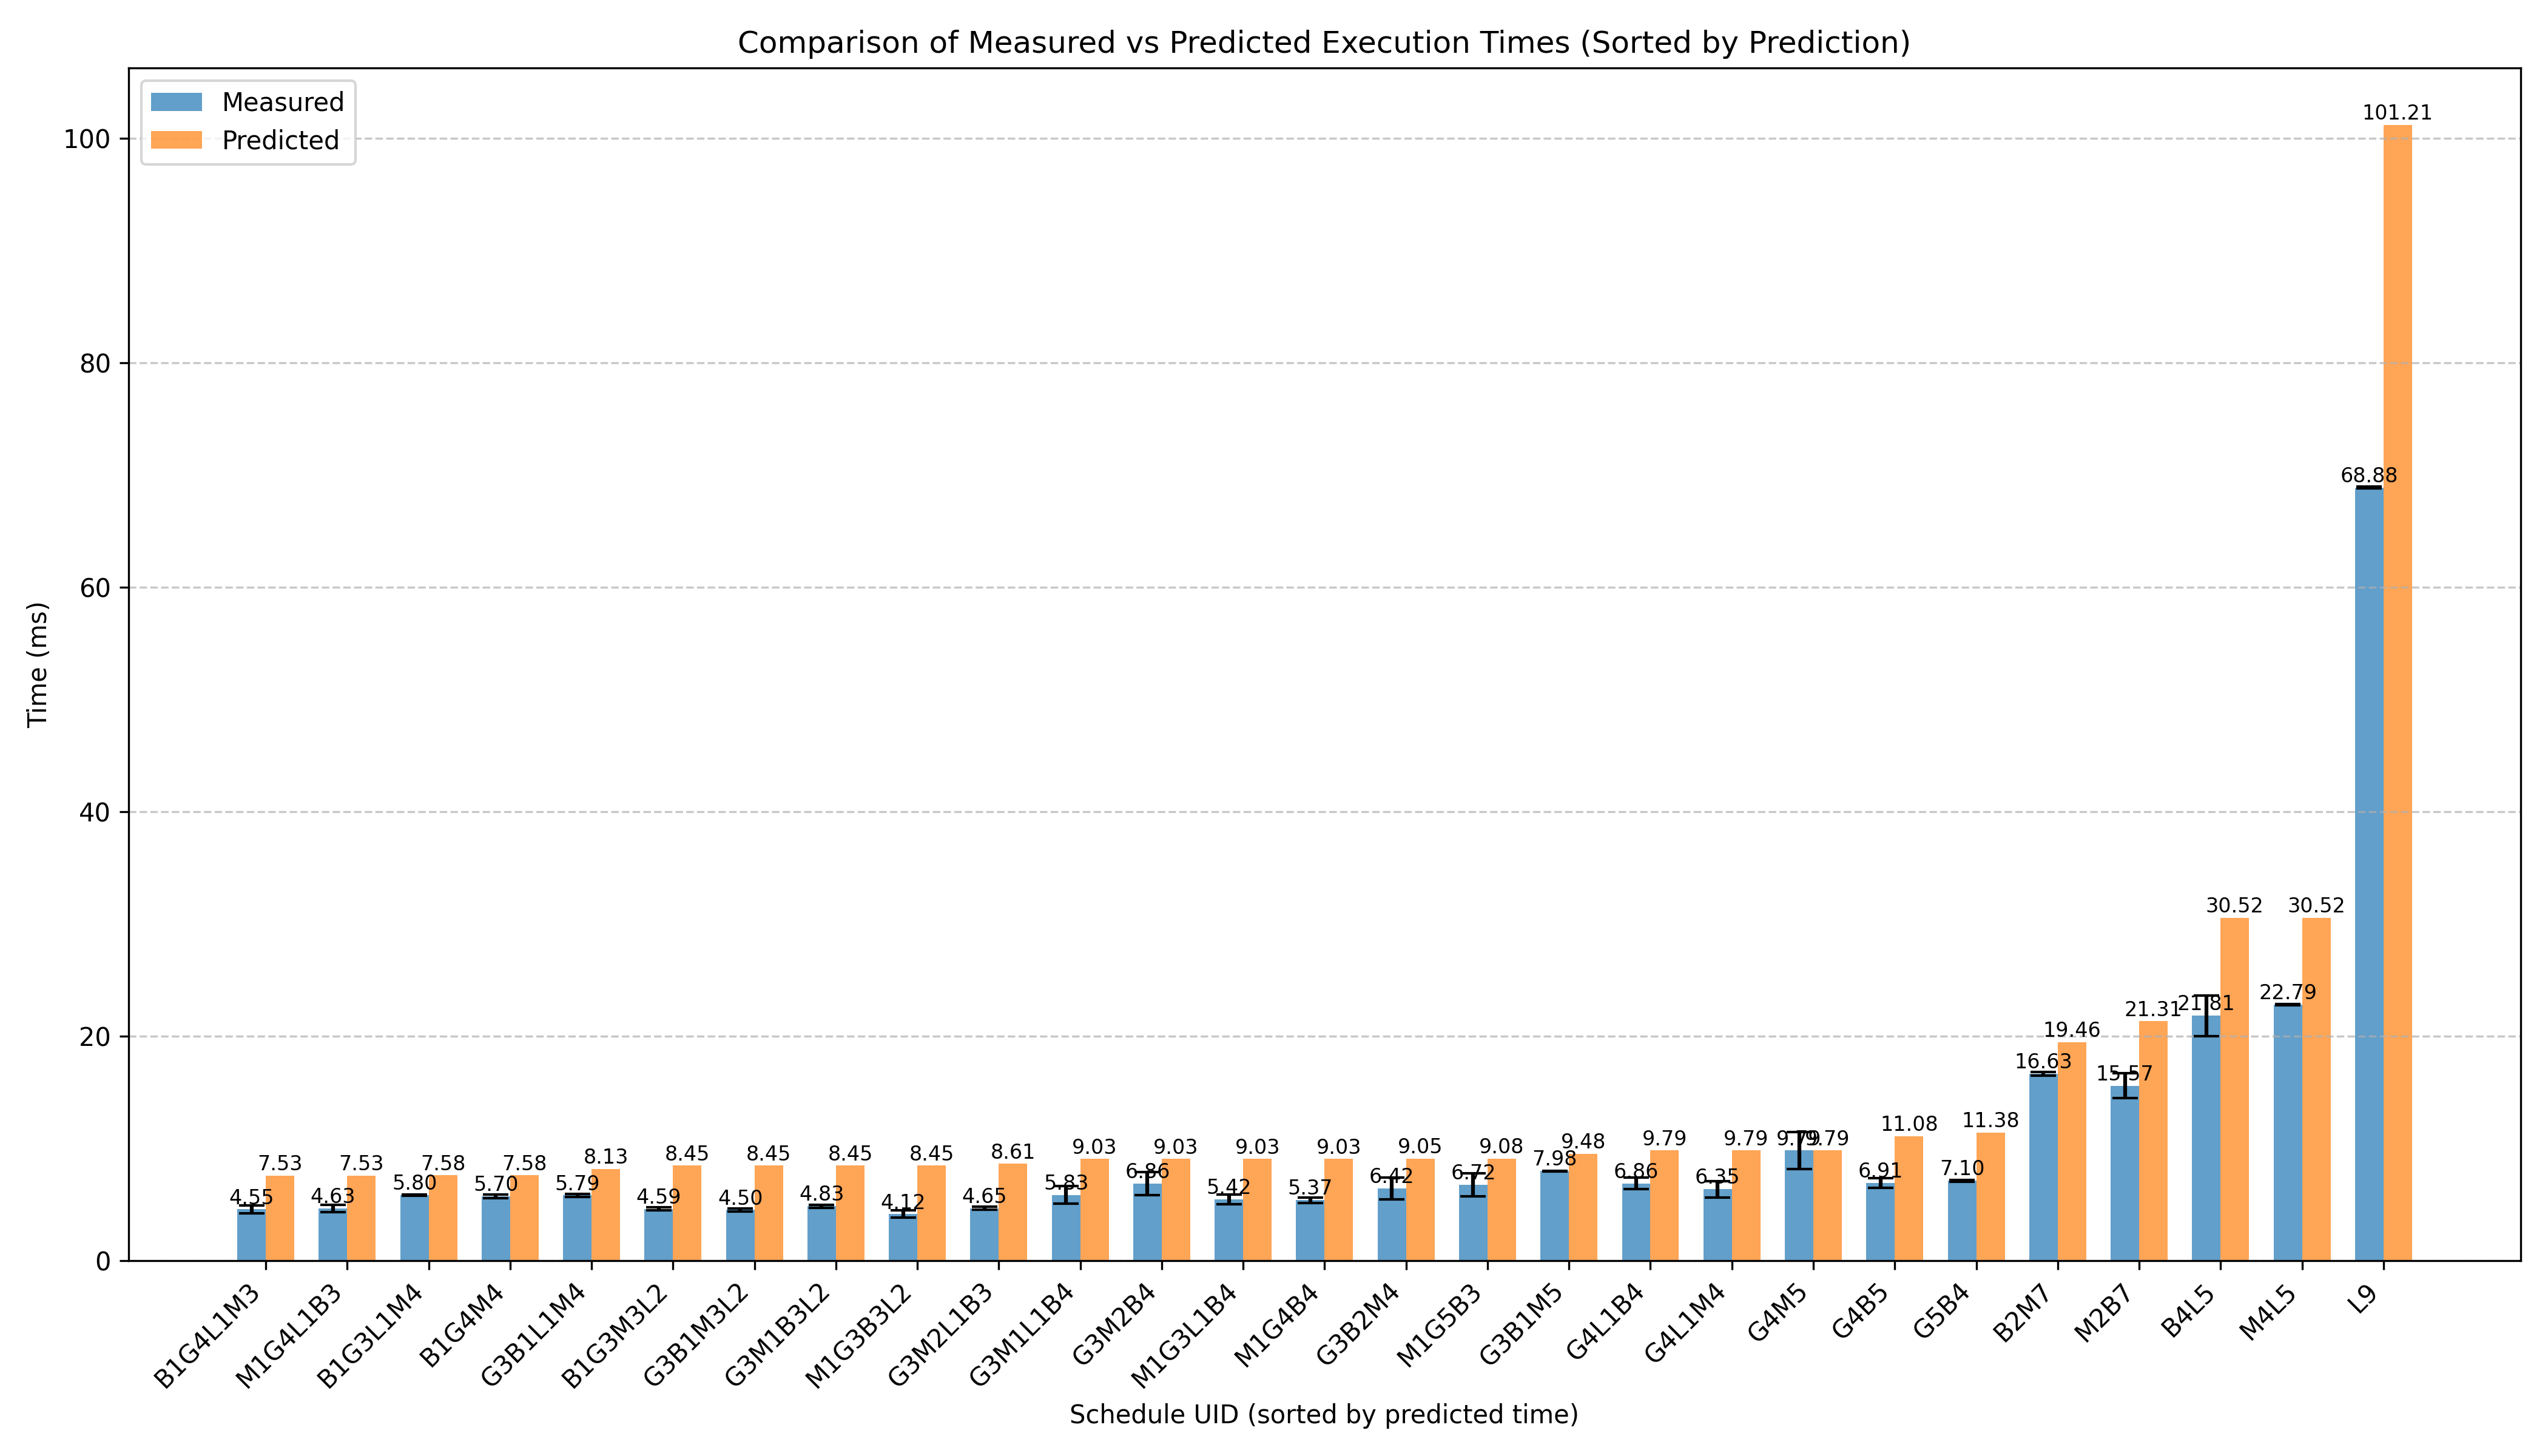 Comparison of Measured vs Predicted Execution Times (Sorted by Prediction)
Measured
Predicted
Time (ms)
100
80
60
40
20
0
4.55 7.53
4.63 7.53
5.80 7.58
5.70 7.58
5.79 8.13
4.59 8.45
4.50 8.45
4.83 8.45
4.12 8.45
4.65 8.61
5.83 9.03
6.86 9.03
5.42 9.03
5.37 9.03
6.42 9.05
6.72 9.08
7.98 9.48
6.86 9.79
6.35 9.79
9.79 9.79
6.91 11.08
7.10 11.38
16.63 19.46
15.57 21.31
21.81 30.52
22.79 30.52
68.88 101.21
B1G4L1M3
M1G4L1B3
B1G3L1M4
B1G4M4
G3B1L1M4
B1G3M3L2
G3B1M3L2
G3M1B3L2
M1G3B3L2
G3M2L1B3
G3M1L1B4
G3M2B4
M1G3L1B4
M1G4B4
G3B2M4
M1G5B3
G3B1M5
G4L1B4
G4L1M4
G4M5
G4B5
G5B4
B2M7
M2B7
B4L5
M4L5
L9
Schedule UID (sorted by predicted time)